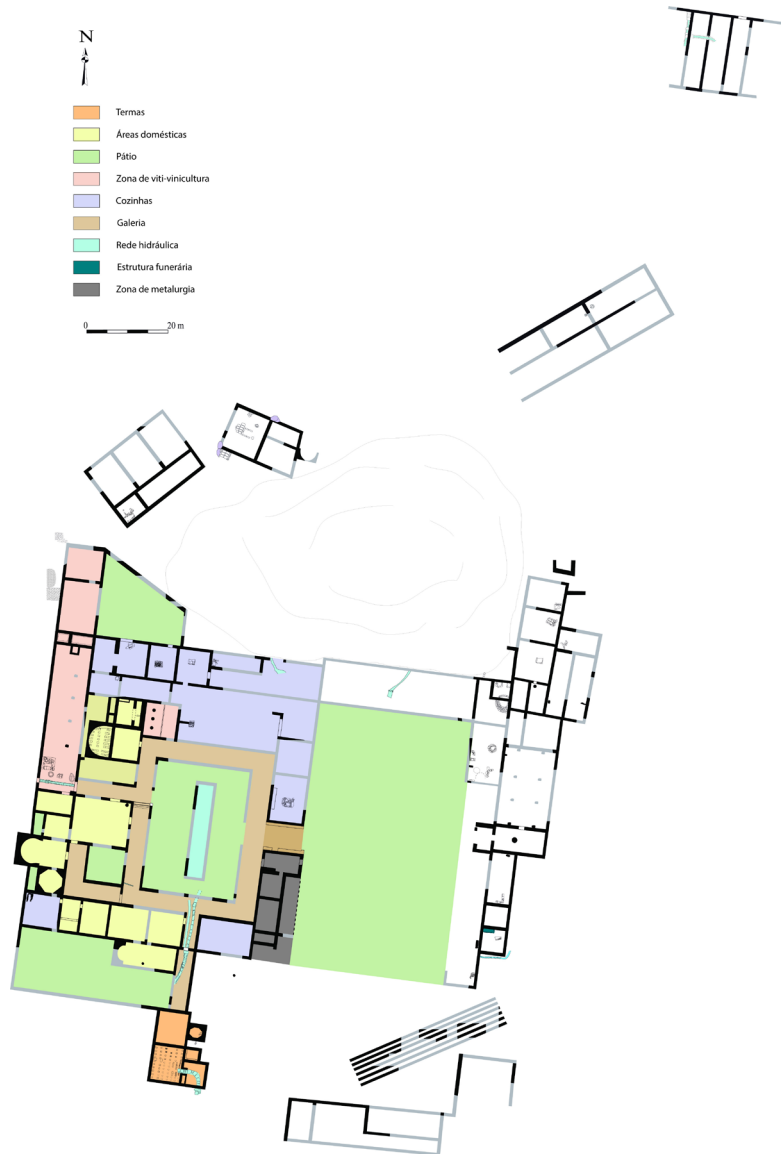 N
Termas
Áreas domésticas
Pátio
Zona de viti-vinicultura
Cozinhas
Galeria
Rede hidráulica
Estrutura funerária
Zona de metalurgia
0 20 m